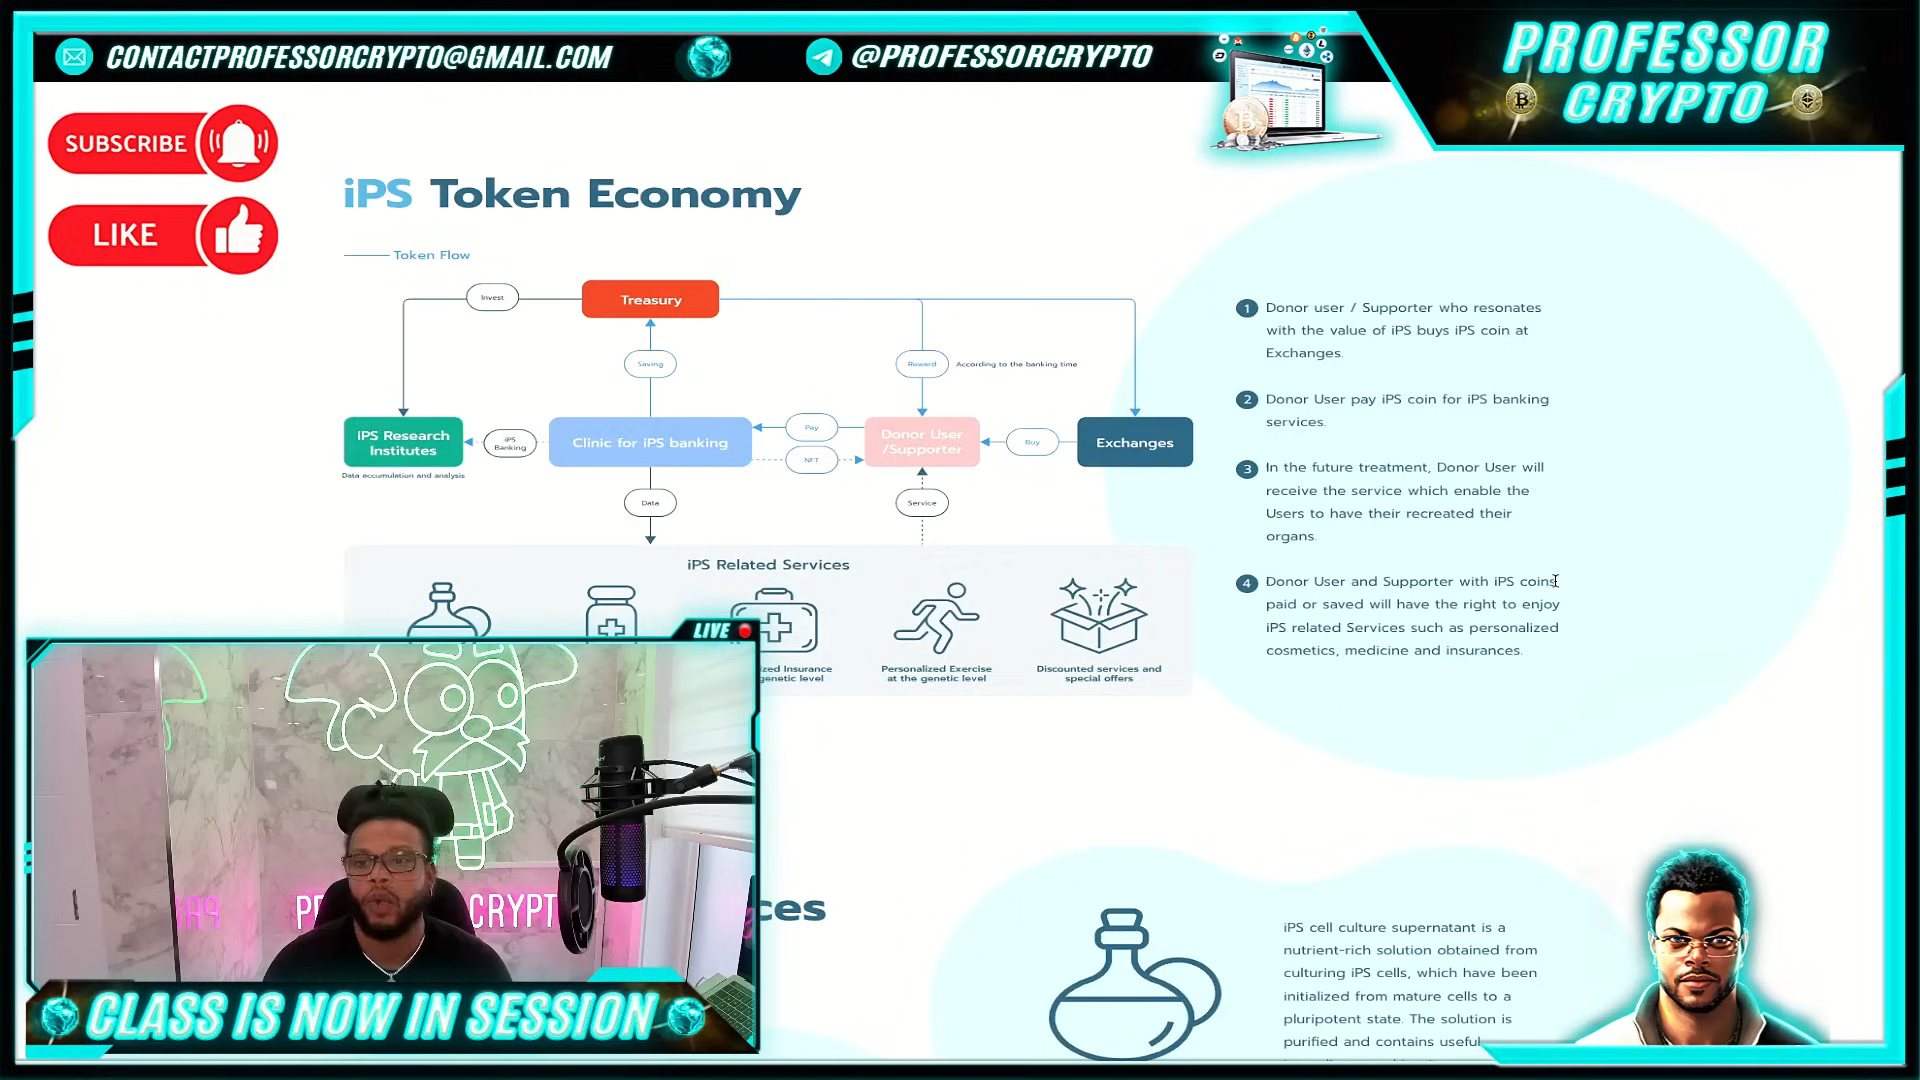 CONTACTPROFESSORCRYPTO@GMAIL.COM
@PROFESSORCRYPTO
PROFESSOR
CRYPTO
SUBSCRIBE
LIKE
iPS Token Economy
Token Flow
Invest
Treasury
Saving
Reward
According to the banking time
iPS Research
Institutes
iPS
Banking
Clinic for iPS banking
Pay
NFT
Donor User
/Supporter
Buy
Exchanges
Data accumulation and analysis
Data
Service
iPS Related Services
Insurance
genetic level
Personalized Exercise
at the genetic level
Discounted services and
special offers
1 Donor user / Supporter who resonates
with the value of iPS buys iPS coin at
Exchanges.
2 Donor User pay iPS coin for iPS banking
services.
3 In the future treatment, Donor User will
receive the service which enable the
Users to have their recreated their
organs.
4 Donor User and Supporter with iPS coins
paid or saved will have the right to enjoy
iPS related Services such as personalized
cosmetics, medicine and insurances.
LIVE
CRYPT
CLASS IS NOW IN SESSION
iPS cell culture supernatant is a
nutrient-rich solution obtained from
culturing iPS cells, which have been
initialized from mature cells to a
pluripotent state. The solution is
purified and contains useful